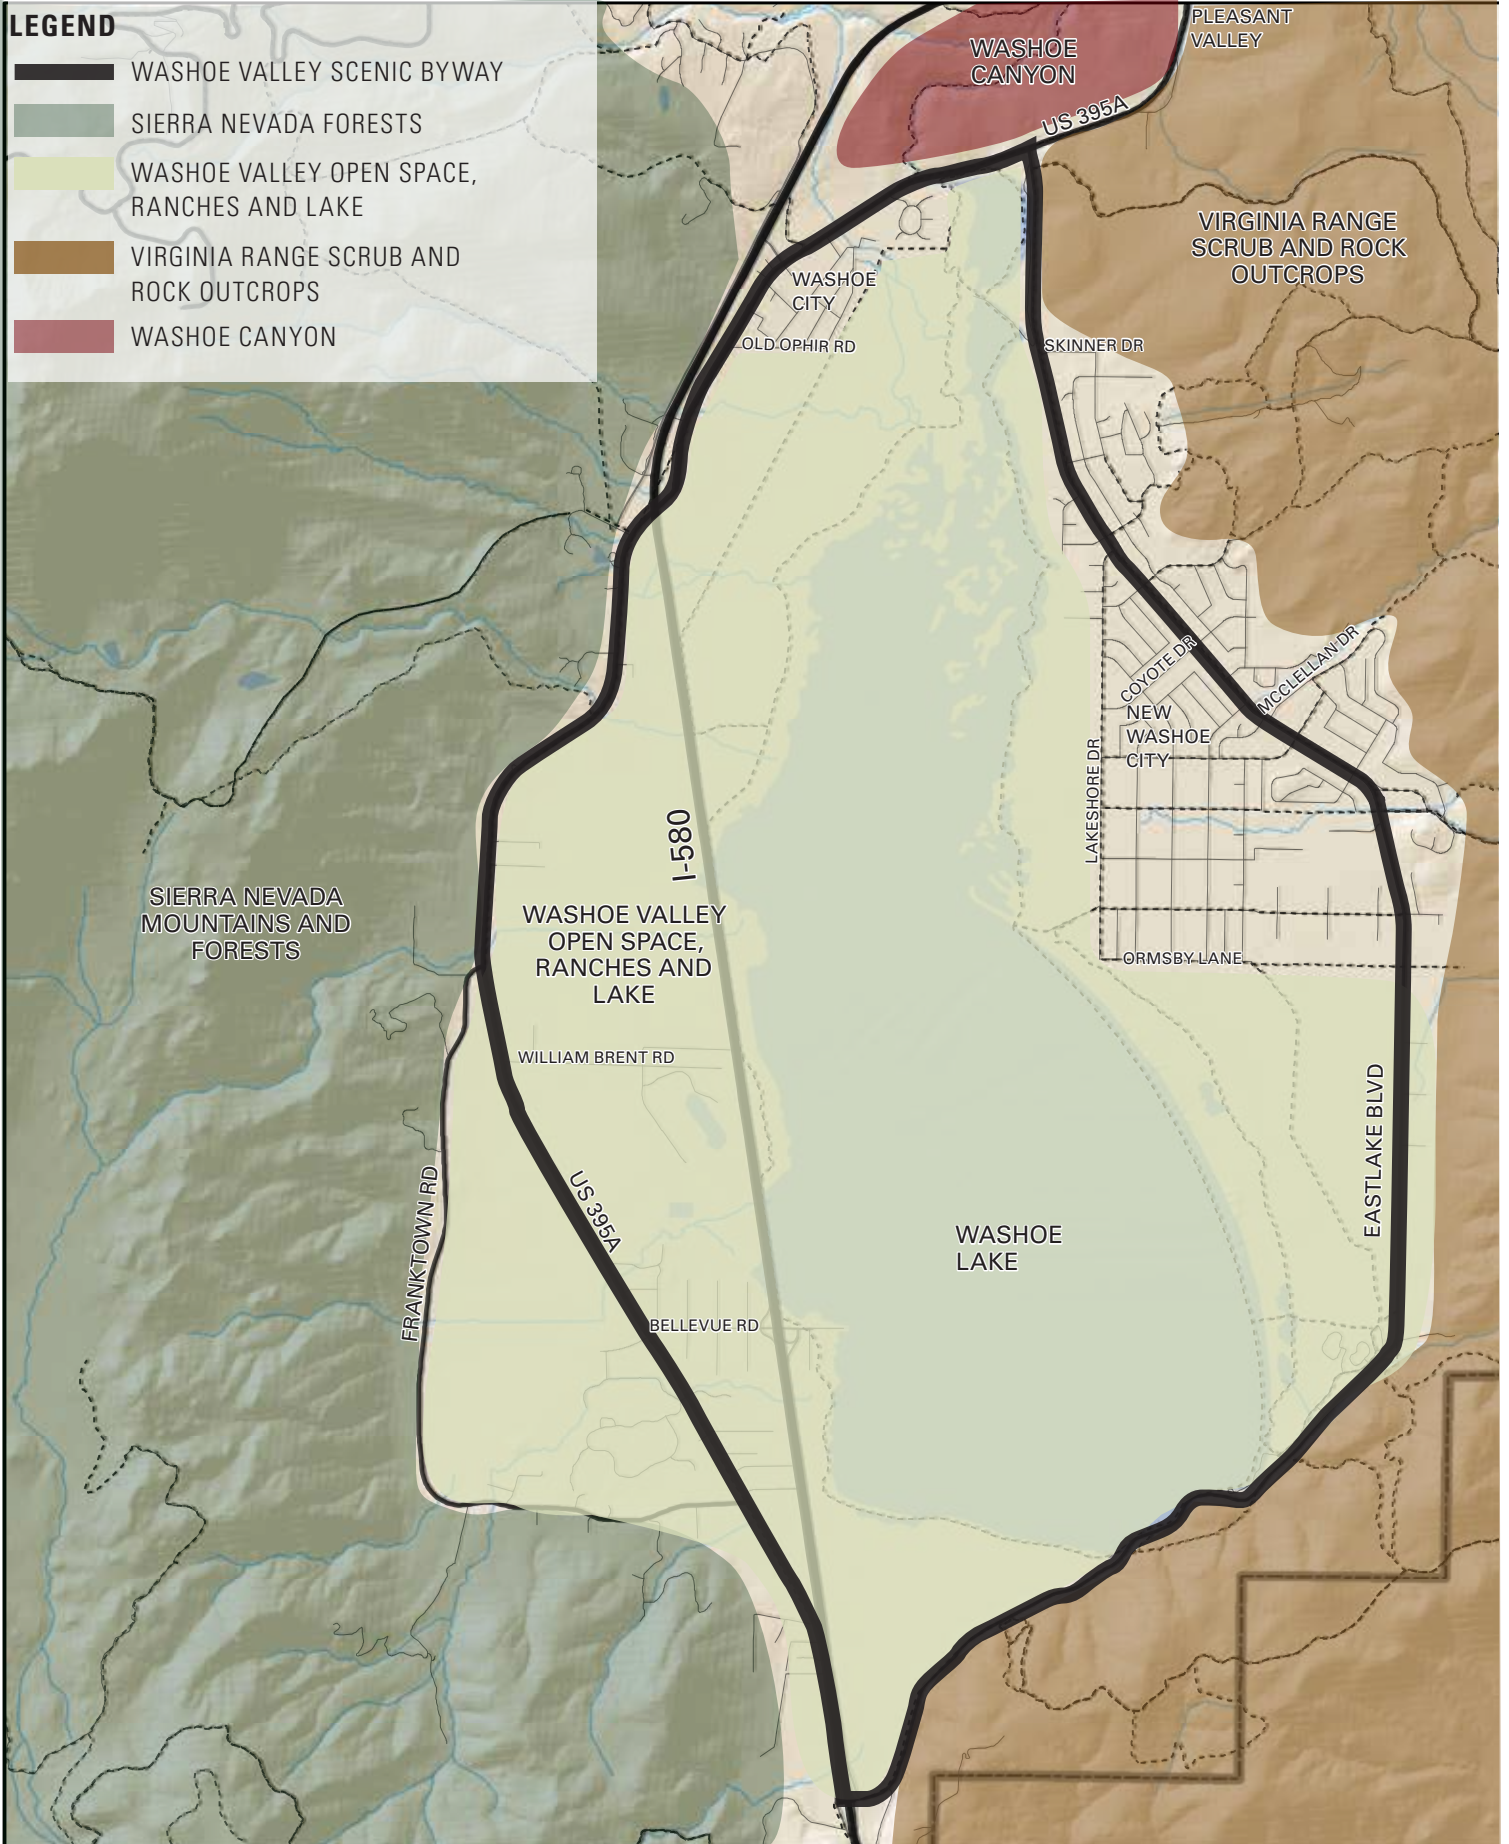 LEGEND
WASHOE VALLEY SCENIC BYWAY
SIERRA NEVADA FORESTS
WASHOE VALLEY OPEN SPACE,
RANCHES AND LAKE
VIRGINIA RANGE SCRUB AND
ROCK OUTCROPS
WASHOE CANYON
PLEASANT
VALLEY
WASHOE
CANYON
US 395A
VIRGINIA RANGE
SCRUB AND ROCK
OUTCROPS
WASHOE
CITY
OLD OPHIR RD
SKINNER DR
COYOTE DR
MCCLELLAN DR
NEW
WASHOE
CITY
LAKESHORE DR
I-580
SIERRA NEVADA
MOUNTAINS AND
FORESTS
WASHOE VALLEY
OPEN SPACE,
RANCHES AND
LAKE
ORMSBY LANE
WILLIAM BRENT RD
EASTLAKE BLVD
US 395A
FRANKTOWN RD
WASHOE
LAKE
BELLEVUE RD